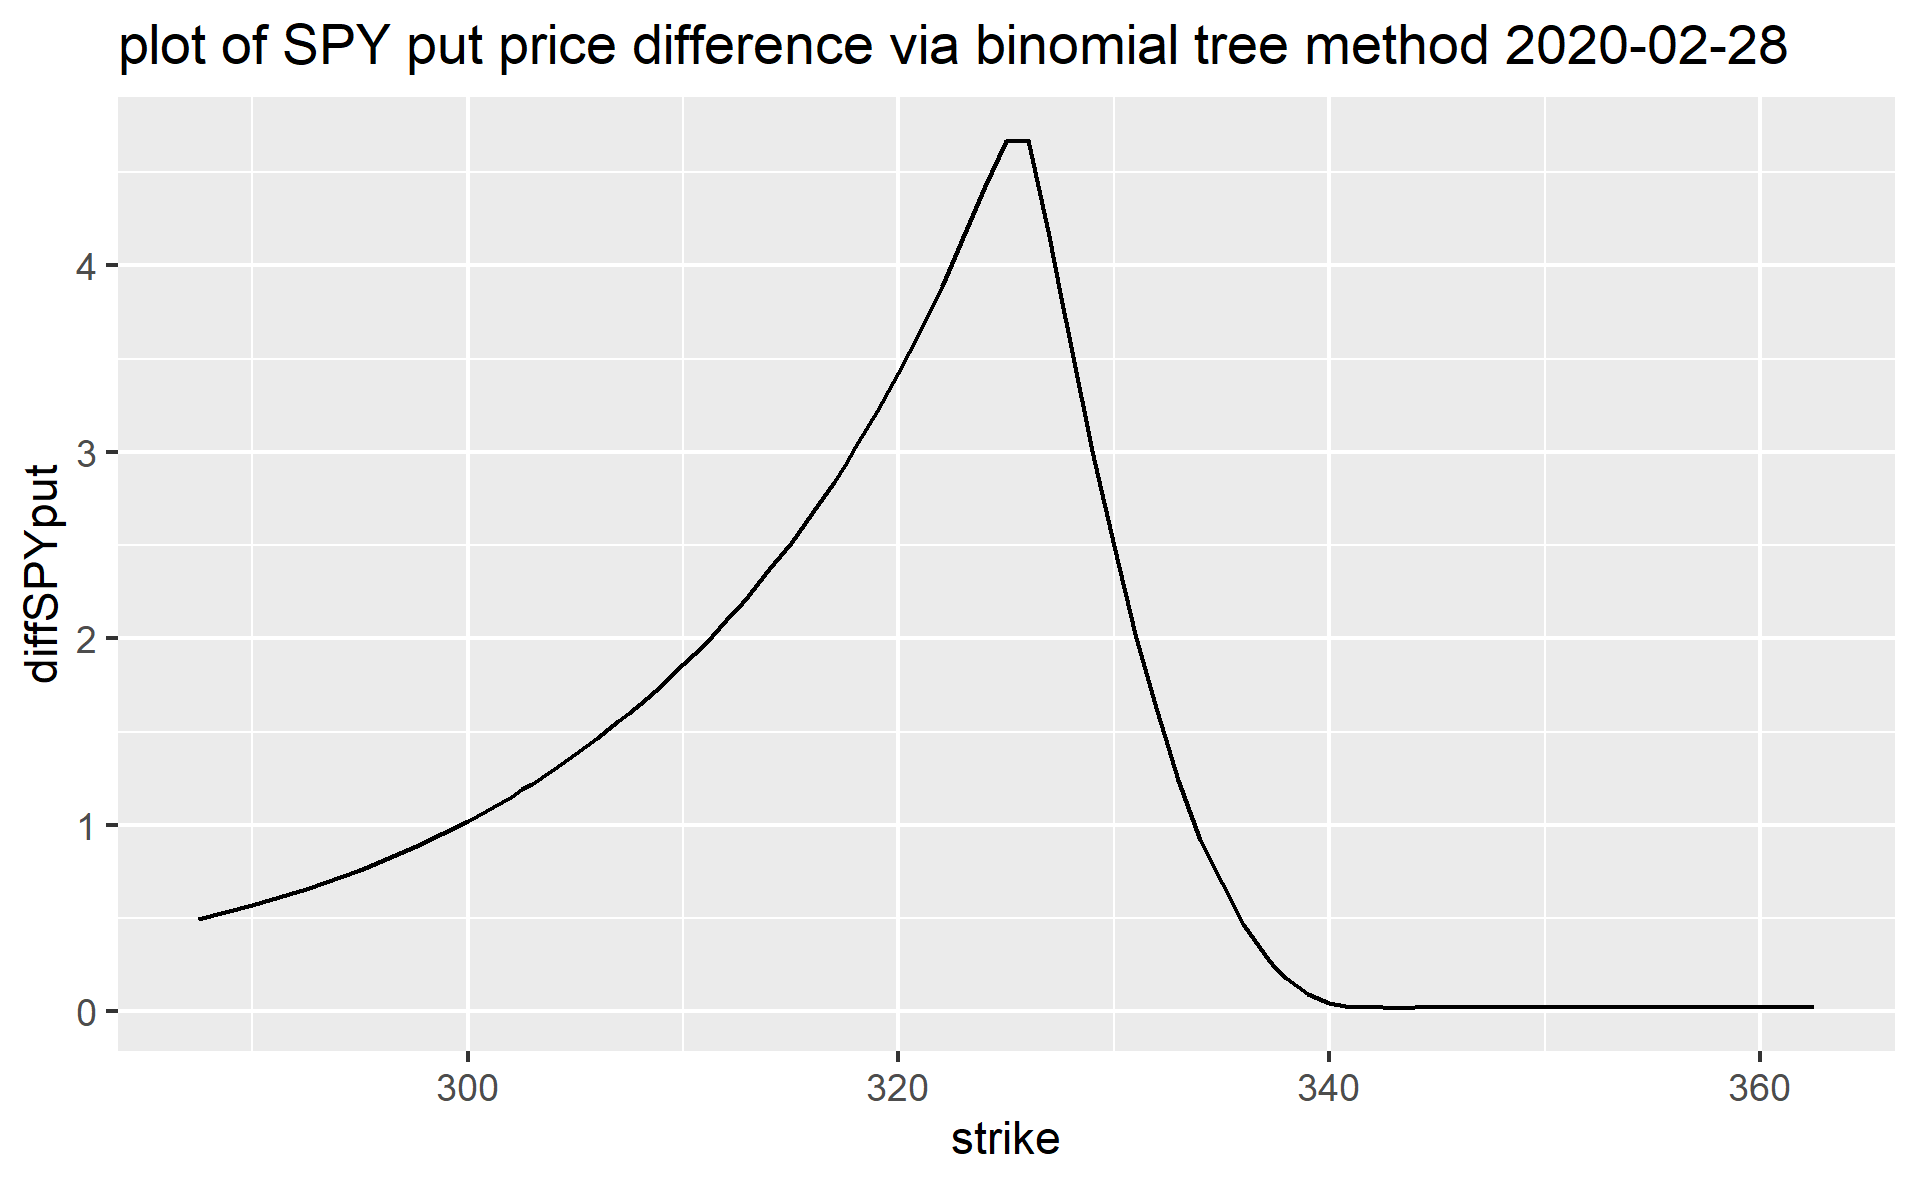 plot of SPY put price difference via binomial tree method 2020-02-28
diffSPYput
4
3
2
1
0
300 320 340 360
strike